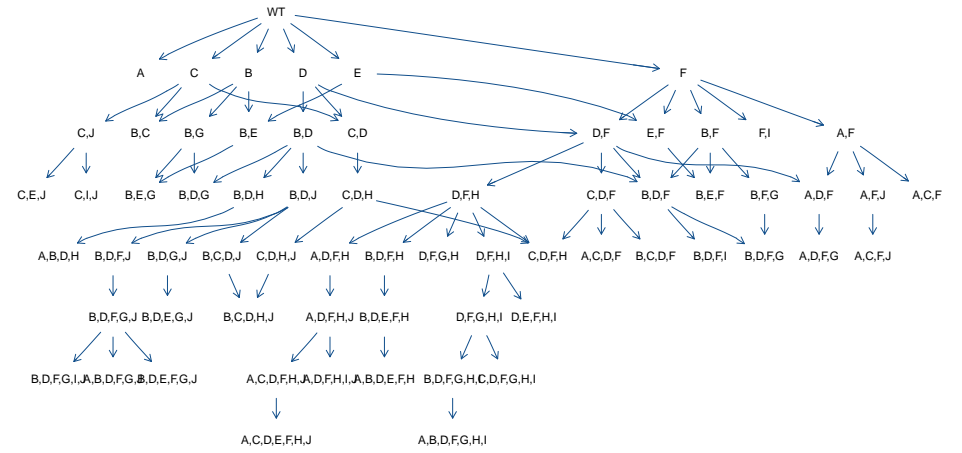 WT
A C B D E F
C,J B,C B,G B,E B,D C,D D,F E,F B,F F,I A,F
C,E,J C,I,J B,E,G B,D,G B,D,H B,D,J C,D,H D,F,H C,D,F B,D,F B,E,F B,F,G A,D,F A,F,J A,C,F
A,B,D,H B,D,F,J B,D,G,J B,C,D,J C,D,H,J A,D,F,H B,D,F,H D,F,G,H D,F,H,I C,D,F,H A,C,D,F B,C,D,F B,D,F,I B,D,F,G A,D,F,G A,C,F,J
B,D,F,G,J B,D,E,G,J B,C,D,H,J A,D,F,H,J B,D,E,F,H D,F,G,H,I D,E,F,H,I
B,D,F,G,I,J A,B,D,F,G,J B,D,E,F,G,J A,C,D,F,H,J A,D,F,H,I,J A,B,D,E,F,H B,D,F,G,H,I C,D,F,G,H,I
A,C,D,E,F,H,J A,B,D,F,G,H,I